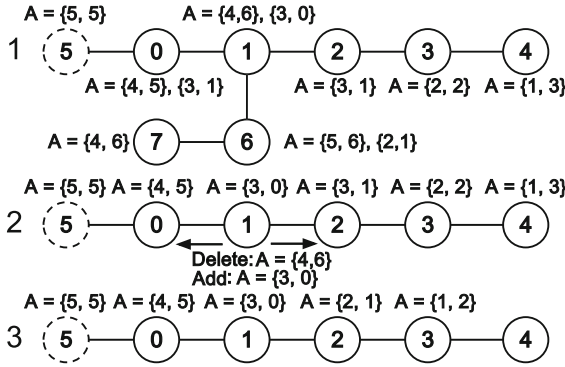 A = {5, 5} A = {4,6}, {3, 0}
1 5 0 1 2 3 4
A = {4, 5}, {3, 1} A = {3, 1} A = {2, 2} A = {1, 3}
A = {4, 6} 7 6 A = {5, 6}, {2,1}
A = {5, 5} A = {4, 5} A = {3, 0} A = {3, 1} A = {2, 2} A = {1, 3}
2 5 0 1 2 3 4
Delete: A = {4,6}
Add: A = {3, 0}
A = {5, 5} A = {4, 5} A = {3, 0} A = {2, 1} A = {1, 2}
3 5 0 1 2 3 4